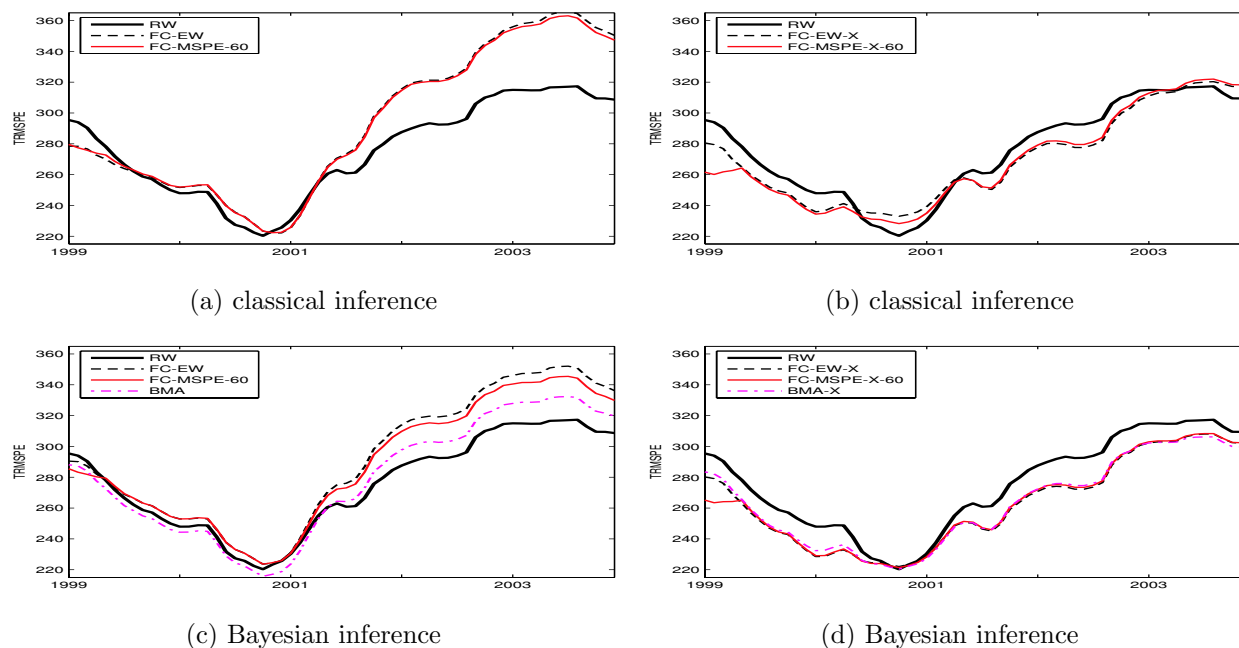 360
340
320
300
280
260
240
220
TRMSPE
RW
FC-EW
FC-MSPE-60
1999
2001
2003
(a) classical inference
360
340
320
300
280
260
240
220
TRMSPE
RW
FC-EW-X
FC-MSPE-X-60
1999
2001
2003
(b) classical inference
360
340
320
300
280
260
240
220
TRMSPE
RW
FC-EW
FC-MSPE-60
BMA
1999
2001
2003
(c) Bayesian inference
360
340
320
300
280
260
240
220
TRMSPE
RW
FC-EW-X
FC-MSPE-X-60
BMA-X
1999
2001
2003
(d) Bayesian inference